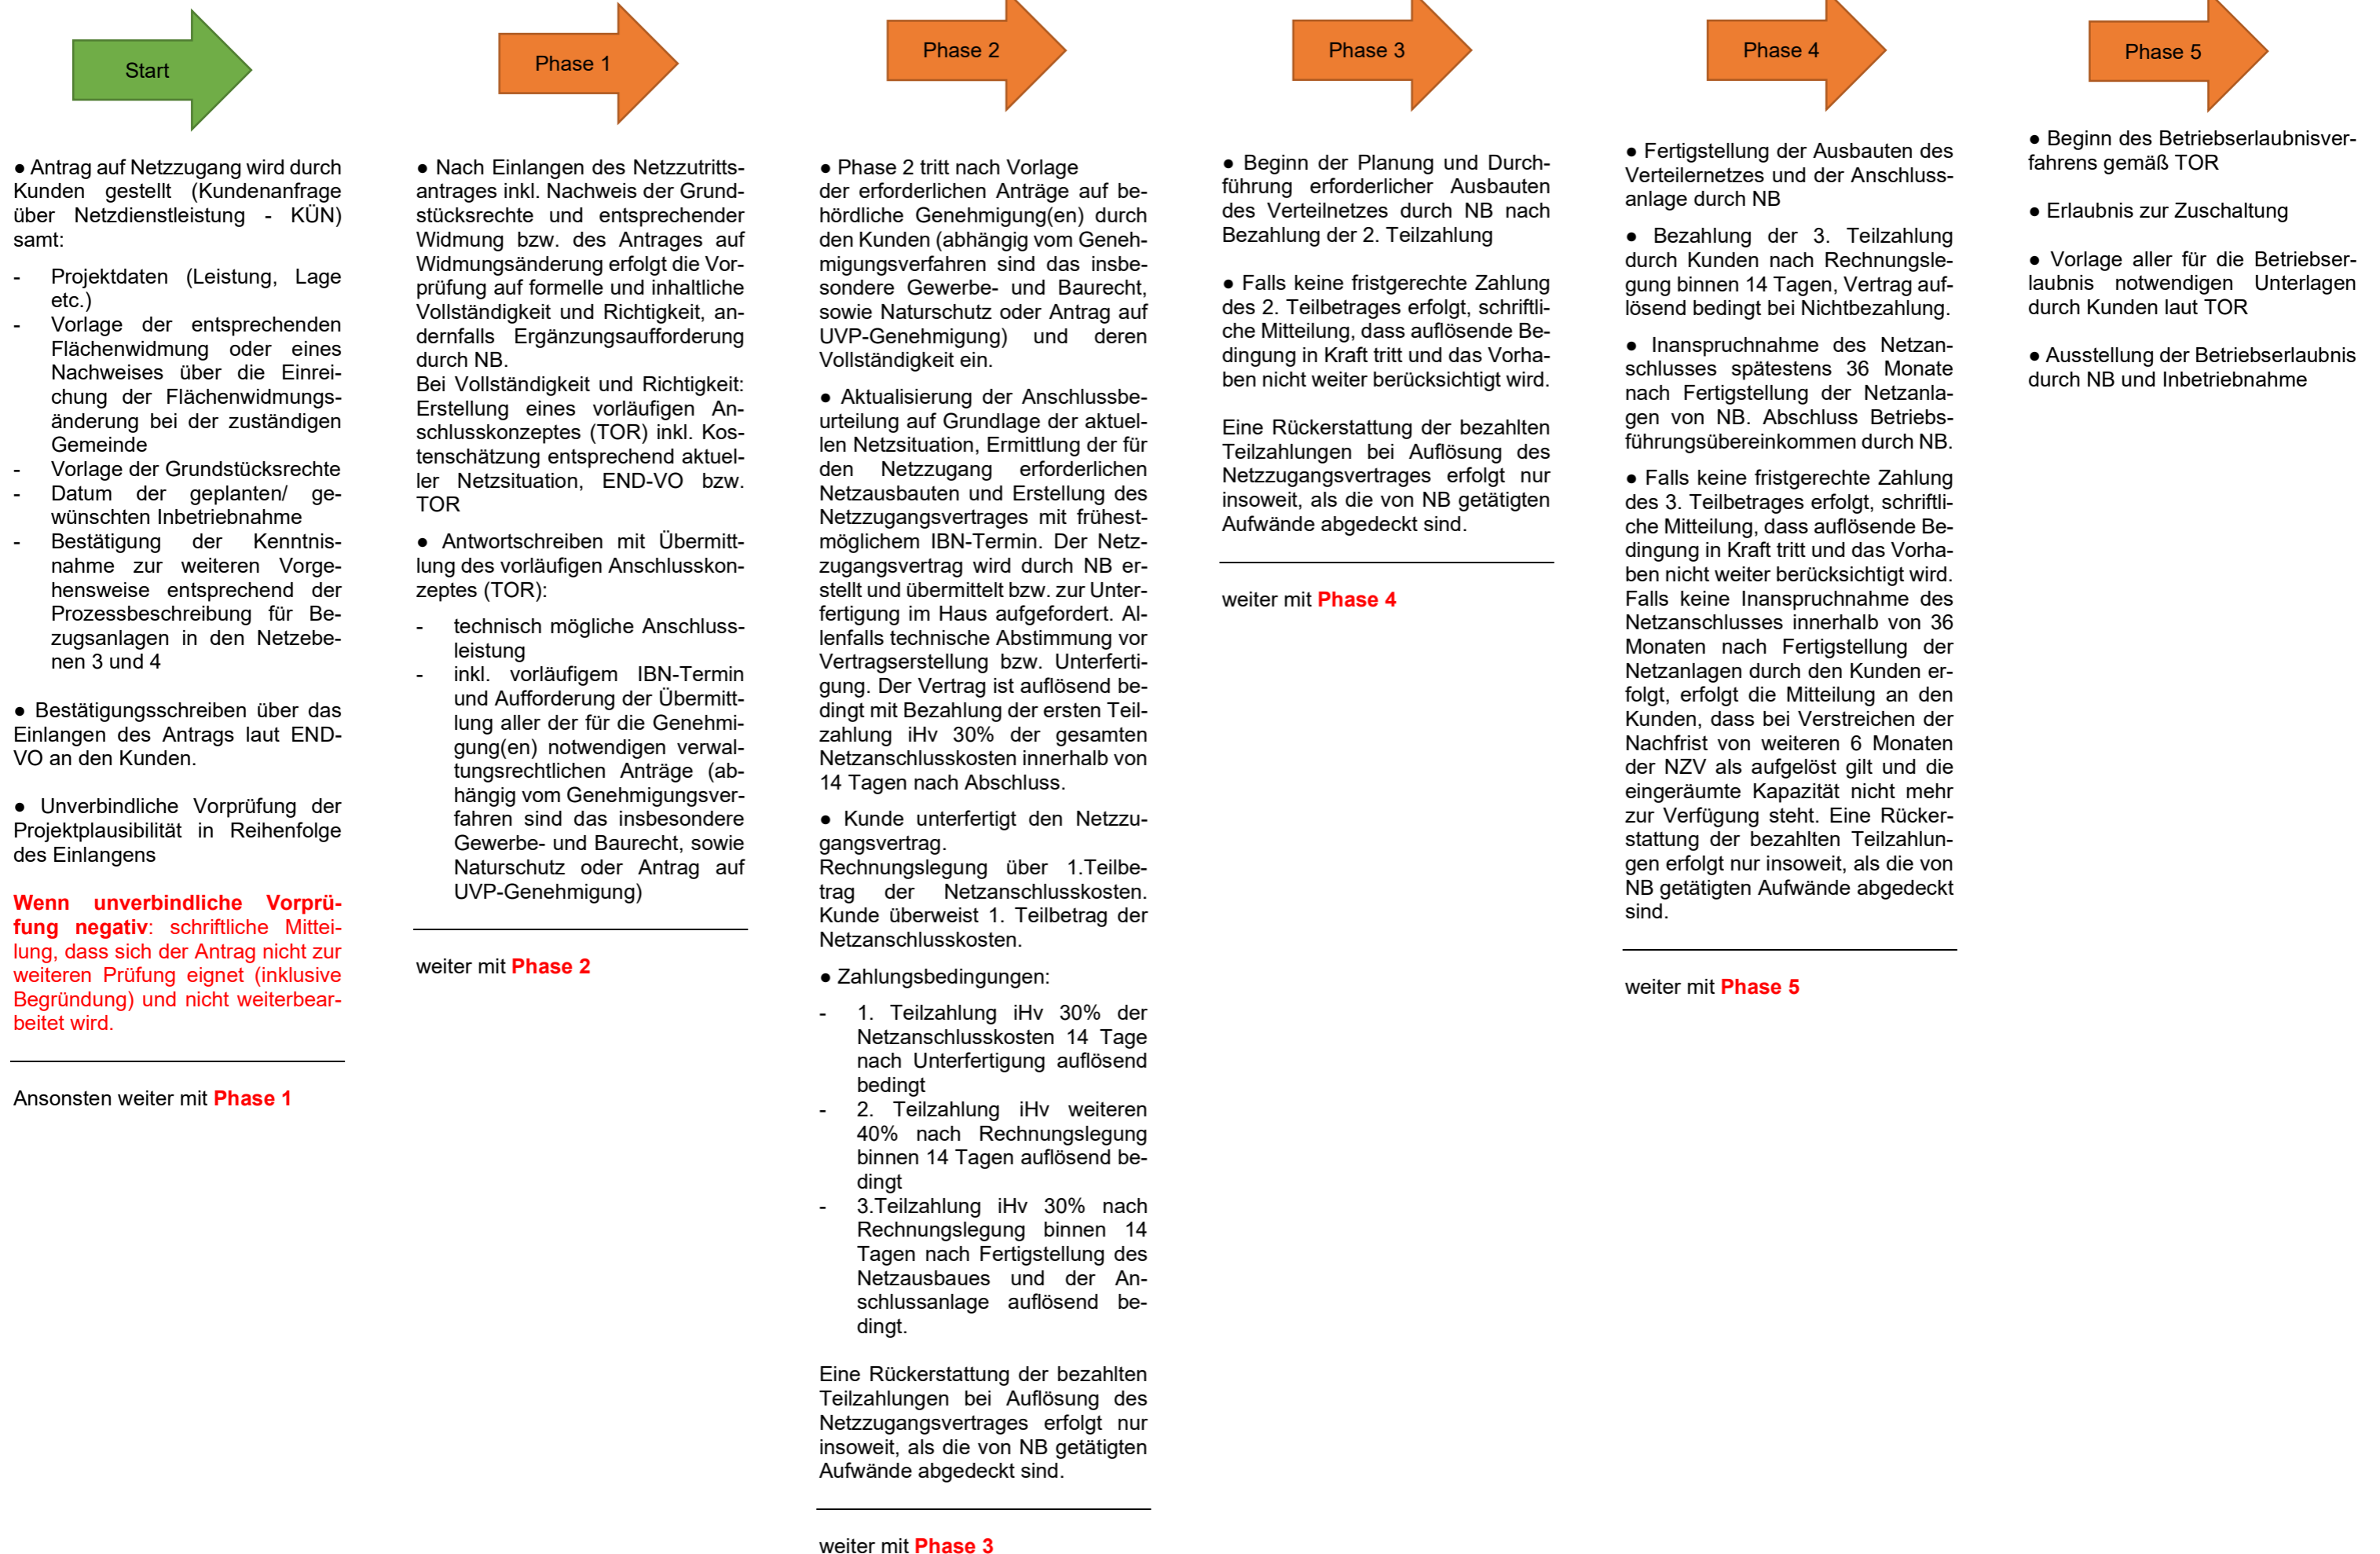 Start
● Antrag auf Netzzugang wird durch
Kunden gestellt (Kundenanfrage
über Netzdienstleistung - KÜN)
samt:
- Projektdaten (Leistung, Lage
etc.)
- Vorlage der entsprechenden
Flächenwidmung oder eines
Nachweises über die Einrei-
chung der Flächenwidmungs-
änderung bei der zuständigen
Gemeinde
- Vorlage der Grundstücksrechte
- Datum der geplanten/ ge-
wünschten Inbetriebnahme
- Bestätigung der Kenntnis-
nahme zur weiteren Vorge-
hensweise entsprechend der
Prozessbeschreibung für Be-
zugsanlagen in den Netzebe-
nen 3 und 4
● Bestätigungsschreiben über das
Einlangen des Antrags laut END-
VO an den Kunden.
● Unverbindliche Vorprüfung der
Projektplausibilität in Reihenfolge
des Einlangens
Wenn unverbindliche Vorprü-
fung negativ: schriftliche Mittei-
lung, dass sich der Antrag nicht zur
weiteren Prüfung eignet (inklusive
Begründung) und nicht weiterbear-
beitet wird.
Ansonsten weiter mit Phase 1
Phase 1
● Nach Einlangen des Netzzutritts-
antrages inkl. Nachweis der Grund-
stücksrechte und entsprechender
Widmung bzw. des Antrages auf
Widmungsänderung erfolgt die Vor-
prüfung auf formelle und inhaltliche
Vollständigkeit und Richtigkeit, an-
dernfalls Ergänzungsaufforderung
durch NB.
Bei Vollständigkeit und Richtigkeit:
Erstellung eines vorläufigen An-
schlusskonzeptes (TOR) inkl. Kos-
tenschätzung entsprechend aktuel-
ler Netzsituation, END-VO bzw.
TOR
● Antwortschreiben mit Übermitt-
lung des vorläufigen Anschlusskon-
zeptes (TOR):
- technisch mögliche Anschluss-
leistung
- inkl. vorläufigem IBN-Termin
und Aufforderung der Übermitt-
lung aller der für die Genehmi-
gung(en) notwendigen verwal-
tungsrechtlichen Anträge (ab-
hängig vom Genehmigungsver-
fahren sind das insbesondere
Gewerbe- und Baurecht, sowie
Naturschutz oder Antrag auf
UVP-Genehmigung)
weiter mit Phase 2
Phase 2
● Phase 2 tritt nach Vorlage
der erforderlichen Anträge auf be-
hördliche Genehmigung(en) durch
den Kunden (abhängig vom Geneh-
migungsverfahren sind das insbe-
sondere Gewerbe- und Baurecht,
sowie Naturschutz oder Antrag auf
UVP-Genehmigung) und deren
Vollständigkeit ein.
● Aktualisierung der Anschlussbe-
urteilung auf Grundlage der aktuel-
len Netzsituation, Ermittlung der für
den Netzzugang erforderlichen
Netzausbauten und Erstellung des
Netzzugangsvertrages mit frühest-
möglichem IBN-Termin. Der Netz-
zugangsvertrag wird durch NB er-
stellt und übermittelt bzw. zur Unter-
fertigung im Haus aufgefordert. Al-
lenfalls technische Abstimmung vor
Vertragserstellung bzw. Unterferti-
gung. Der Vertrag ist auflösend be-
dingt mit Bezahlung der ersten Teil-
zahlung iHv 30% der gesamten
Netzanschlusskosten innerhalb von
14 Tagen nach Abschluss.
● Kunde unterfertigt den Netzzu-
gangsvertrag.
Rechnungslegung über 1.Teilbe-
trag der Netzanschlusskosten.
Kunde überweist 1. Teilbetrag der
Netzanschlusskosten.
● Zahlungsbedingungen:
- 1. Teilzahlung iHv 30% der
Netzanschlusskosten 14 Tage
nach Unterfertigung auflösend
bedingt
- 2. Teilzahlung iHv weiteren
40% nach Rechnungslegung
binnen 14 Tagen auflösend be-
dingt
- 3.Teilzahlung iHv 30% nach
Rechnungslegung binnen 14
Tagen nach Fertigstellung des
Netzausbaues und der An-
schlussanlage auflösend be-
dingt.
Eine Rückerstattung der bezahlten
Teilzahlungen bei Auflösung des
Netzzugangsvertrages erfolgt nur
insoweit, als die von NB getätigten
Aufwände abgedeckt sind.
weiter mit Phase 3
Phase 3
● Beginn der Planung und Durch-
führung erforderlicher Ausbauten
des Verteilnetzes durch NB nach
Bezahlung der 2. Teilzahlung
● Falls keine fristgerechte Zahlung
des 2. Teilbetrages erfolgt, schriftli-
che Mitteilung, dass auflösende Be-
dingung in Kraft tritt und das Vorha-
ben nicht weiter berücksichtigt wird.
Eine Rückerstattung der bezahlten
Teilzahlungen bei Auflösung des
Netzzugangsvertrages erfolgt nur
insoweit, als die von NB getätigten
Aufwände abgedeckt sind.
weiter mit Phase 4
Phase 4
● Fertigstellung der Ausbauten des
Verteilernetzes und der Anschluss-
anlage durch NB
● Bezahlung der 3. Teilzahlung
durch Kunden nach Rechnungsle-
gung binnen 14 Tagen, Vertrag auf-
lösend bedingt bei Nichtbezahlung.
● Inanspruchnahme des Netzan-
schlusses spätestens 36 Monate
nach Fertigstellung der Netzanla-
gen von NB. Abschluss Betriebs-
führungsübereinkommen durch NB.
● Falls keine fristgerechte Zahlung
des 3. Teilbetrages erfolgt, schriftli-
che Mitteilung, dass auflösende Be-
dingung in Kraft tritt und das Vorha-
ben nicht weiter berücksichtigt wird.
Falls keine Inanspruchnahme des
Netzanschlusses innerhalb von 36
Monaten nach Fertigstellung der
Netzanlagen durch den Kunden er-
folgt, erfolgt die Mitteilung an den
Kunden, dass bei Verstreichen der
Nachfrist von weiteren 6 Monaten
der NZV als aufgelöst gilt und die
eingeräumte Kapazität nicht mehr
zur Verfügung steht. Eine Rücker-
stattung der bezahlten Teilzahlun-
gen erfolgt nur insoweit, als die von
NB getätigten Aufwände abgedeckt
sind.
weiter mit Phase 5
Phase 5
● Beginn des Betriebserlaubnisver-
fahrens gemäß TOR
● Erlaubnis zur Zuschaltung
● Vorlage aller für die Betriebser-
laubnis notwendigen Unterlagen
durch Kunden laut TOR
● Ausstellung der Betriebserlaubnis
durch NB und Inbetriebnahme